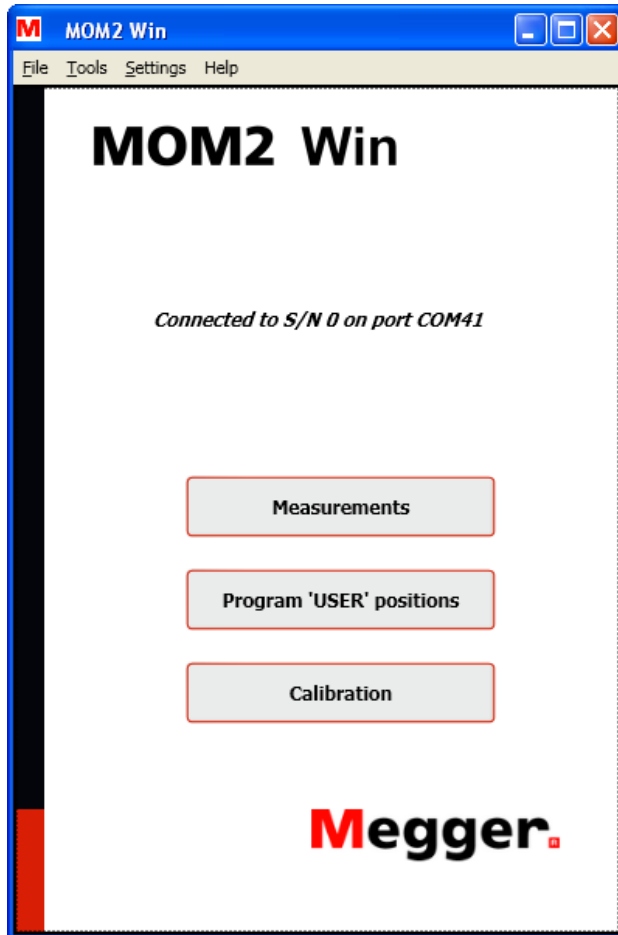 M MOM2 Win
File Tools Settings Help
MOM2 Win
Connected to S/N 0 on port COM41
Measurements
Program 'USER' positions
Calibration
Megger.